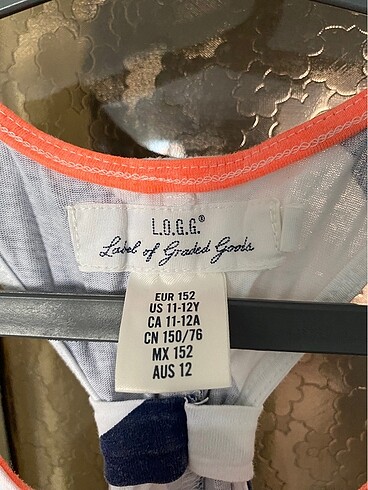 L.O.G.G.®
Label of Graded Goods
EUR 152
US 11-12Y
CA 11-12A
CN 150/76
MX 152
AUS 12